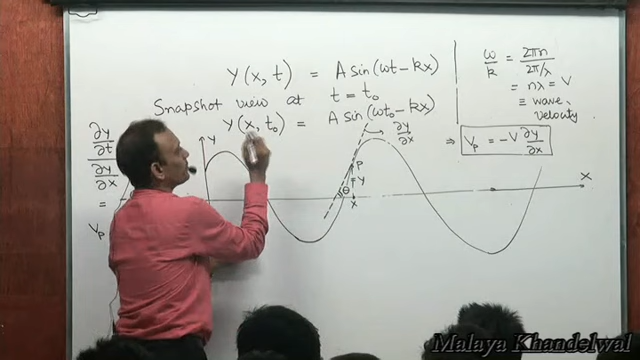 Y(x, t) = A sin(ωt − kx)
Snapshot view at t = t₀
Y(x, t₀) = A sin(ωt₀ − kx)
∂y/∂t
∂y/∂x
=
Vp
Y
∂y/∂x
P
Y
θ
x
X
ω/k = 2πn/2π/λ
= nλ = V
≡ wave velocity
⇒ Vp = −V ∂y/∂x
Malaya Khandelwal